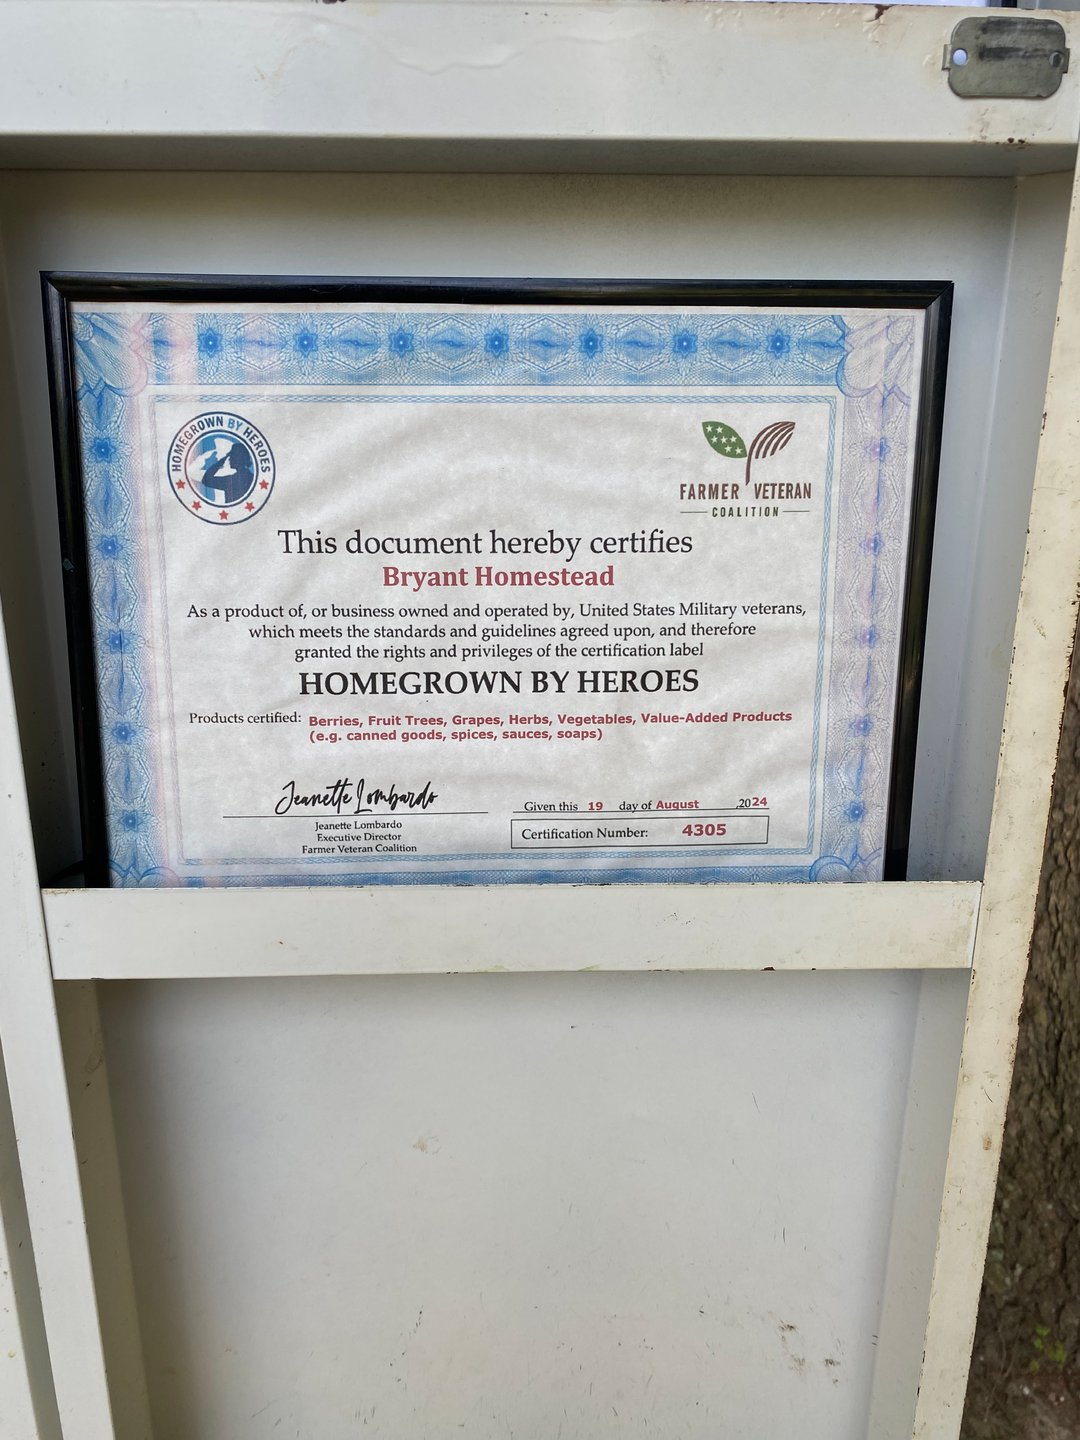 HOMEGROWN BY HEROES
FARMER VETERAN
COALITION
This document hereby certifies
Bryant Homestead
As a product of, or business owned and operated by, United States Military veterans,
which meets the standards and guidelines agreed upon, and therefore
granted the rights and privileges of the certification label
HOMEGROWN BY HEROES
Products certified: Berries, Fruit Trees, Grapes, Herbs, Vegetables, Value-Added Products
(e.g. canned goods, spices, sauces, soaps)
Jeanette Lombardo
Jeanette Lombardo
Executive Director
Farmer Veteran Coalition
Given this 19 day of August ,2024
Certification Number: 4305